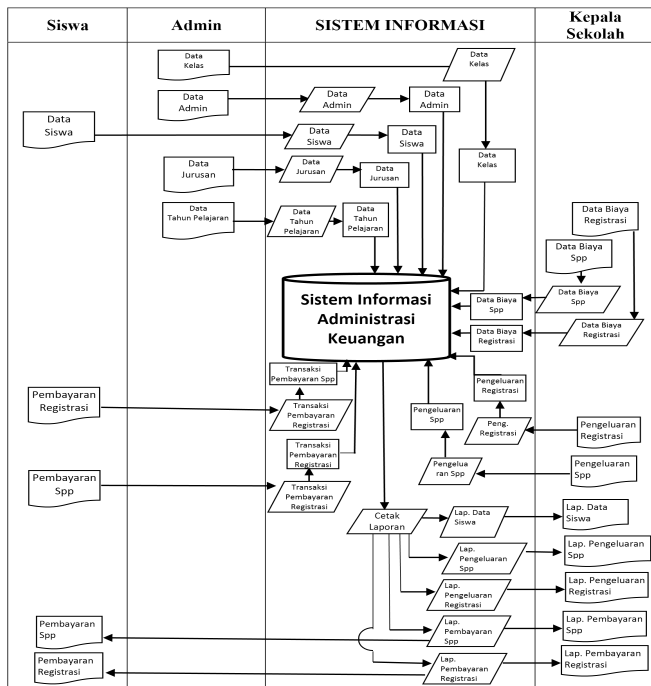 Siswa
Admin
SISTEM INFORMASI
Kepala
Sekolah
Data
Kelas
Data
Kelas
Data
Admin
Data
Admin
Data
Admin
Data
Siswa
Data
Siswa
Data
Siswa
Data
Kelas
Data
Jurusan
Data
Jurusan
Data
Jurusan
Data
Tahun Pelajaran
Data
Tahun
Pelajaran
Data
Tahun
Pelajaran
Data Biaya
Registrasi
Data Biaya
Spp
Data Biaya
Spp
Data Biaya
Spp
Data Biaya
Registrasi
Data Biaya
Registrasi
Sistem Informasi
Administrasi
Keuangan
Transaksi
Pembayaran Spp
Pembayaran
Registrasi
Transaksi
Pembayaran
Registrasi
Transaksi
Pembayaran
Registrasi
Pembayaran
Spp
Transaksi
Pembayaran
Registrasi
Pengeluaran
Registrasi
Pengeluaran
Spp
Peng.
Registrasi
Pengeluaran
Registrasi
Pengelua
ran Spp
Pengeluaran
Spp
Cetak
Laporan
Lap. Data
Siswa
Lap. Data
Siswa
Lap.
Pengeluaran
Spp
Lap. Pengeluaran
Spp
Lap.
Pengeluaran
Registrasi
Lap. Pengeluaran
Registrasi
Pembayaran
Spp
Lap.
Pembayaran
Spp
Lap. Pembayaran
Spp
Pembayaran
Registrasi
Lap.
Pembayaran
Registrasi
Lap. Pembayaran
Registrasi